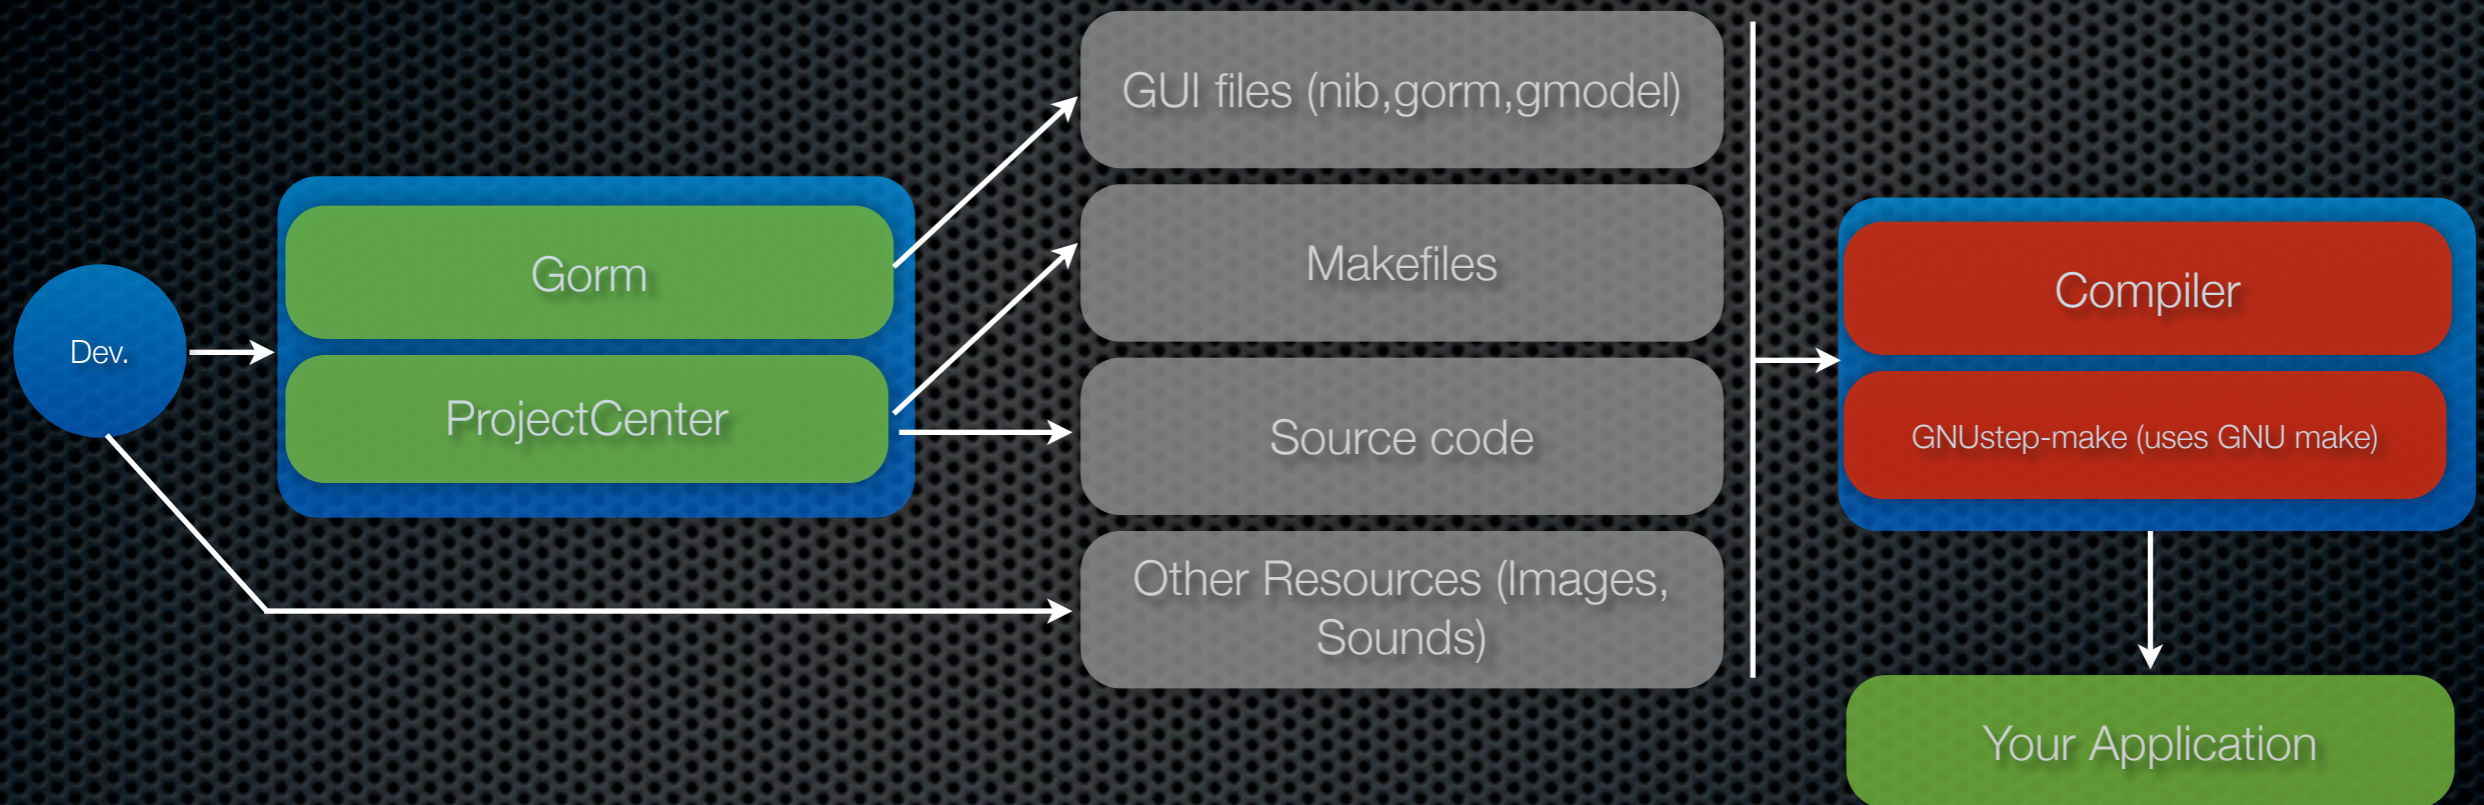 Dev.
Gorm
ProjectCenter
GUI files (nib,gorm,gmodel)
Makefiles
Source code
Other Resources (Images,
Sounds)
Compiler
GNUstep-make (uses GNU make)
Your Application